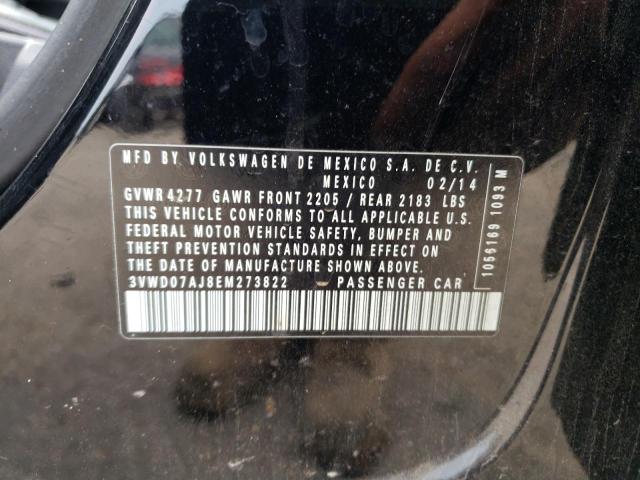 MFD BY VOLKSWAGEN DE MEXICO S.A. DE C.V.
MEXICO 02/14
GVWR 4277 GAWR FRONT 2205 / REAR 2183 LBS
THIS VEHICLE CONFORMS TO ALL APPLICABLE U.S.
FEDERAL MOTOR VEHICLE SAFETY, BUMPER AND
THEFT PREVENTION STANDARDS IN EFFECT ON
THE DATE OF MANUFACTURE SHOWN ABOVE.
3VWD07AJ8EM273822 PASSENGER CAR
1056169 1093 M